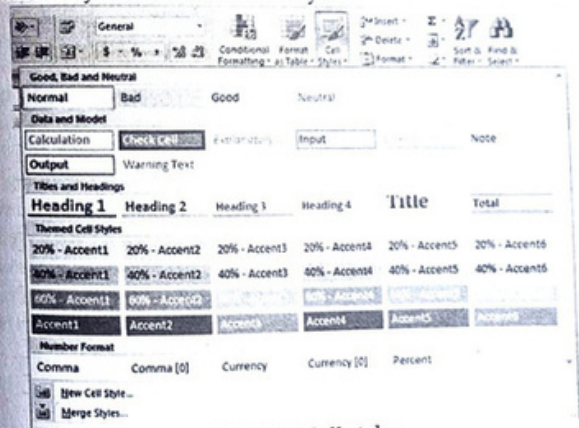 General
Insert
Delete
Format
$ % ,
Σ
Conditional Formatting
Format as Table
Cell Styles
Sort & Filter
Find & Select
Good, Bad and Neutral
Normal Bad Good Neutral
Data and Model
Calculation Check Cell Explanatory Input Note
Output Warning Text
Titles and Headings
Heading 1 Heading 2 Heading 3 Heading 4 Title Total
Themed Cell Styles
20% - Accent1 20% - Accent2 20% - Accent3 20% - Accent4 20% - Accent5 20% - Accent6
40% - Accent1 40% - Accent2 40% - Accent3 40% - Accent4 40% - Accent5 40% - Accent6
60% - Accent1 60% - Accent2
Accent1 Accent2 Accent3 Accent4 Accent5
Number Format
Comma Comma [0] Currency Currency [0] Percent
New Cell Style...
Merge Styles...